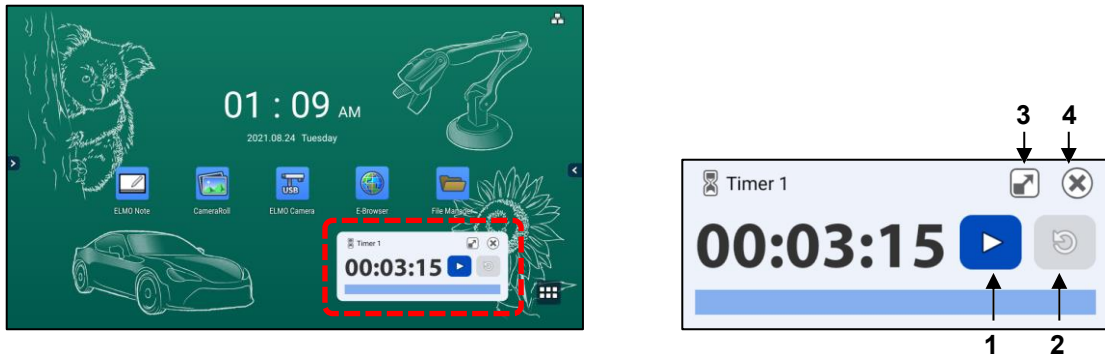 01 : 09 AM
2021.08.24 Tuesday
ELMO Note
CameraRoll
USB
ELMO Camera
E-Browser
File Manager
Timer 1
00:03:15
3 4
Timer 1
00:03:15
1 2